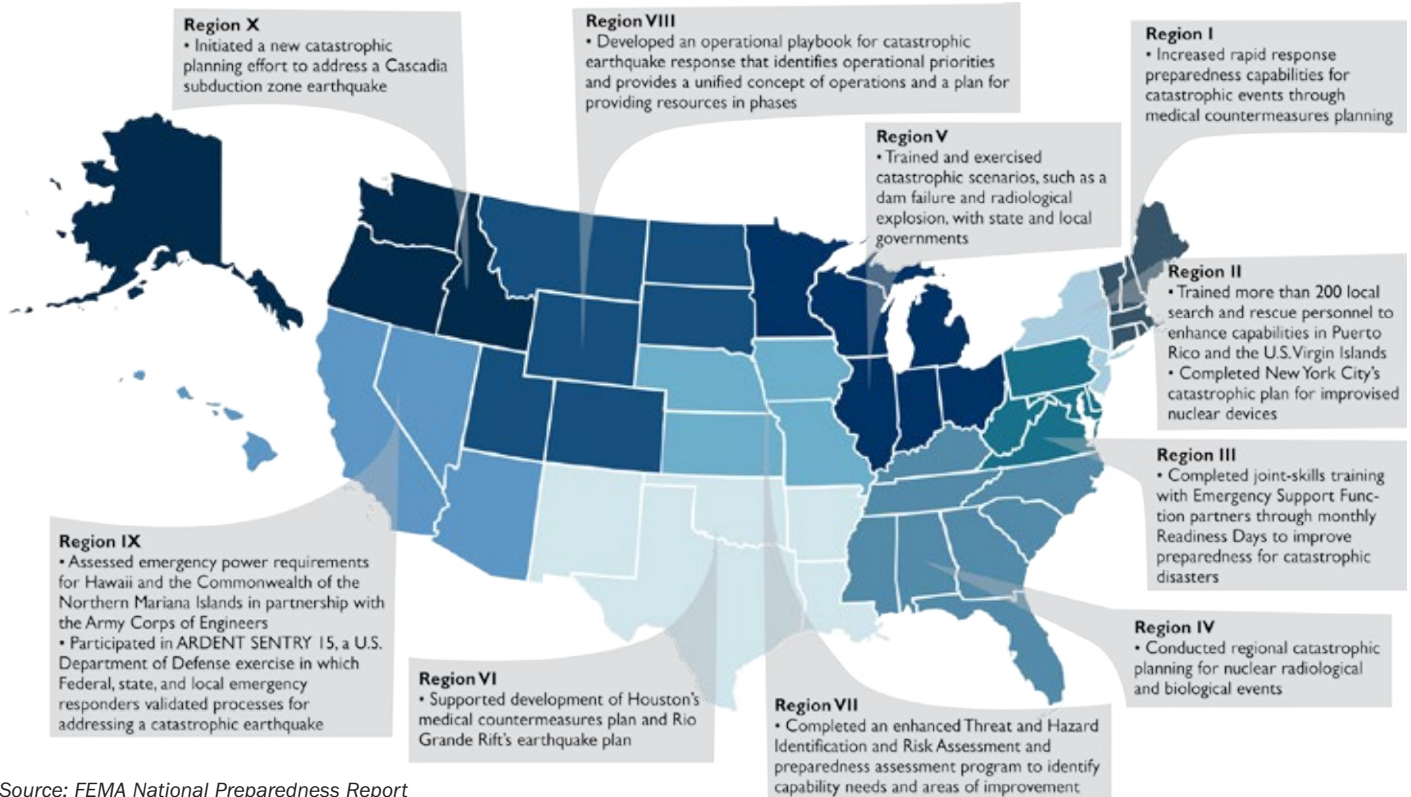 Region X
• Initiated a new catastrophic
planning effort to address a Cascadia
subduction zone earthquake
Region VIII
• Developed an operational playbook for catastrophic
earthquake response that identifies operational priorities
and provides a unified concept of operations and a plan for
providing resources in phases
Region I
• Increased rapid response
preparedness capabilities for
catastrophic events through
medical countermeasures planning
Region V
• Trained and exercised
catastrophic scenarios, such as a
dam failure and radiological
explosion, with state and local
governments
Region II
• Trained more than 200 local
search and rescue personnel to
enhance capabilities in Puerto
Rico and the U.S. Virgin Islands
• Completed New York City's
catastrophic plan for improvised
nuclear devices
Region III
• Completed joint-skills training
with Emergency Support Func-
tion partners through monthly
Readiness Days to improve
preparedness for catastrophic
disasters
Region IX
• Assessed emergency power requirements
for Hawaii and the Commonwealth of the
Northern Mariana Islands in partnership with
the Army Corps of Engineers
• Participated in ARDENT SENTRY 15, a U.S.
Department of Defense exercise in which
Federal, state, and local emergency
responders validated processes for
addressing a catastrophic earthquake
Region IV
• Conducted regional catastrophic
planning for nuclear radiological
and biological events
Region VI
• Supported development of Houston's
medical countermeasures plan and Rio
Grande Rift's earthquake plan
Region VII
• Completed an enhanced Threat and Hazard
Identification and Risk Assessment and
preparedness assessment program to identify
capability needs and areas of improvement
Source: FEMA National Preparedness Report